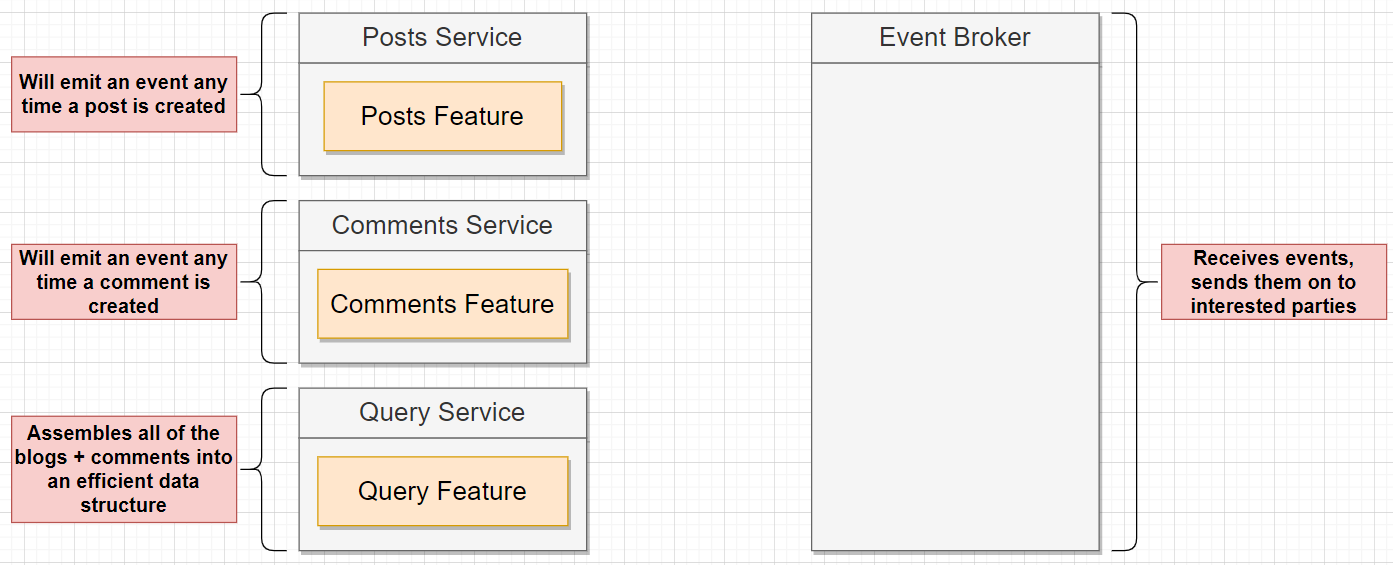 Posts Service
Event Broker
Will emit an event any
time a post is created
Posts Feature
Comments Service
Will emit an event any
time a comment is
created
Comments Feature
Receives events,
sends them on to
interested parties
Query Service
Assembles all of the
blogs + comments into
an efficient data
structure
Query Feature